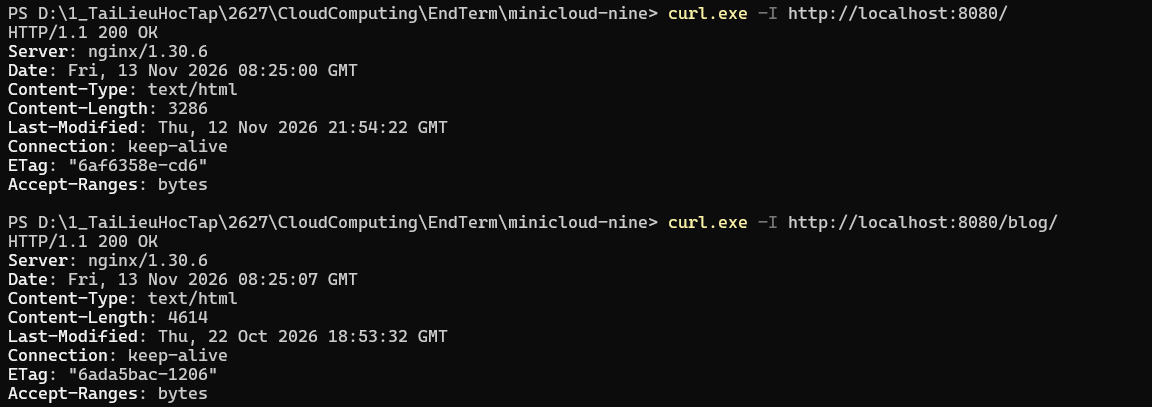 PS D:\1_TaiLieuHocTap\2627\CloudComputing\EndTerm\minicloud-nine> curl.exe -I http://localhost:8080/
HTTP/1.1 200 OK
Server: nginx/1.30.6
Date: Fri, 13 Nov 2026 08:25:00 GMT
Content-Type: text/html
Content-Length: 3286
Last-Modified: Thu, 12 Nov 2026 21:54:22 GMT
Connection: keep-alive
ETag: "6af6358e-cd6"
Accept-Ranges: bytes
PS D:\1_TaiLieuHocTap\2627\CloudComputing\EndTerm\minicloud-nine> curl.exe -I http://localhost:8080/blog/
HTTP/1.1 200 OK
Server: nginx/1.30.6
Date: Fri, 13 Nov 2026 08:25:07 GMT
Content-Type: text/html
Content-Length: 4614
Last-Modified: Thu, 22 Oct 2026 18:53:32 GMT
Connection: keep-alive
ETag: "6ada5bac-1206"
Accept-Ranges: bytes